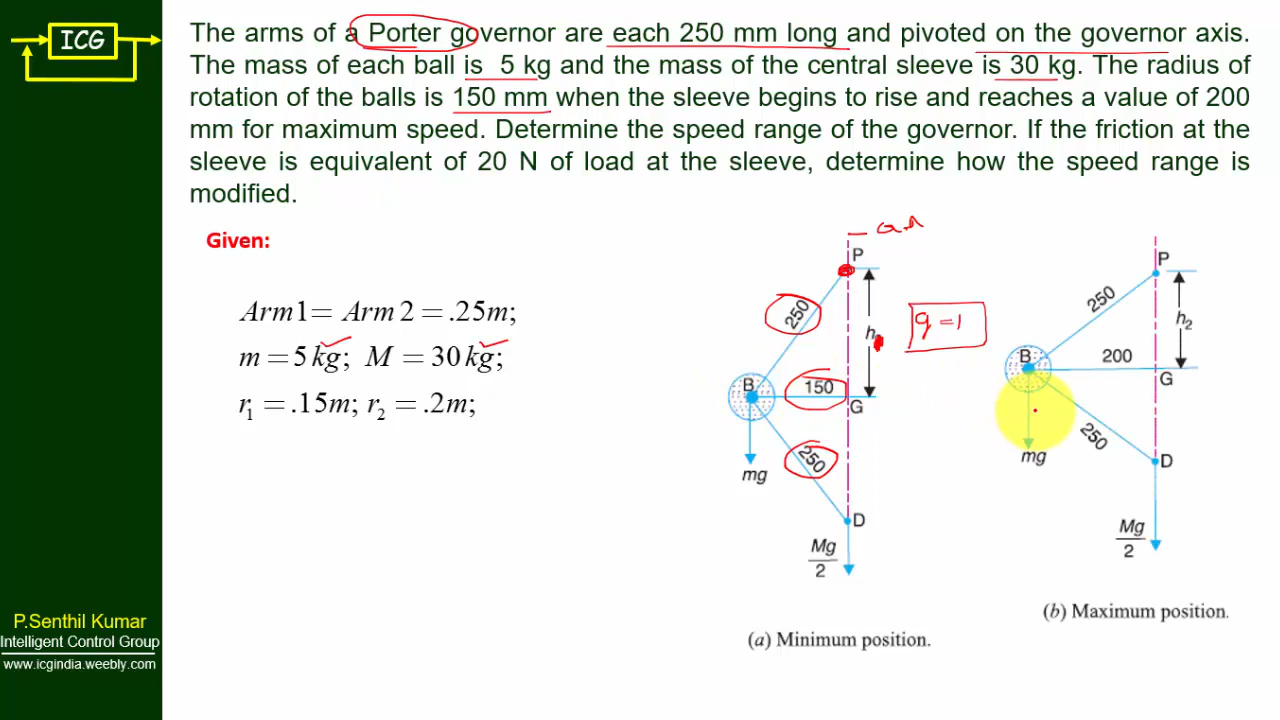 ICG
The arms of a Porter governor are each 250 mm long and pivoted on the governor axis.
The mass of each ball is 5 kg and the mass of the central sleeve is 30 kg. The radius of
rotation of the balls is 150 mm when the sleeve begins to rise and reaches a value of 200
mm for maximum speed. Determine the speed range of the governor. If the friction at the
sleeve is equivalent of 20 N of load at the sleeve, determine how the speed range is
modified.
Given:
Arm1= Arm 2 = .25m;
m = 5 kg; M = 30 kg;
r1 = .15m; r2 = .2m;
P
250
h
q = 1
B
150
G
250
mg
D
Mg
2
(a) Minimum position.
P
250
h2
B
200
G
250
mg
D
Mg
2
(b) Maximum position.
P.Senthil Kumar
Intelligent Control Group
www.icgindia.weebly.com